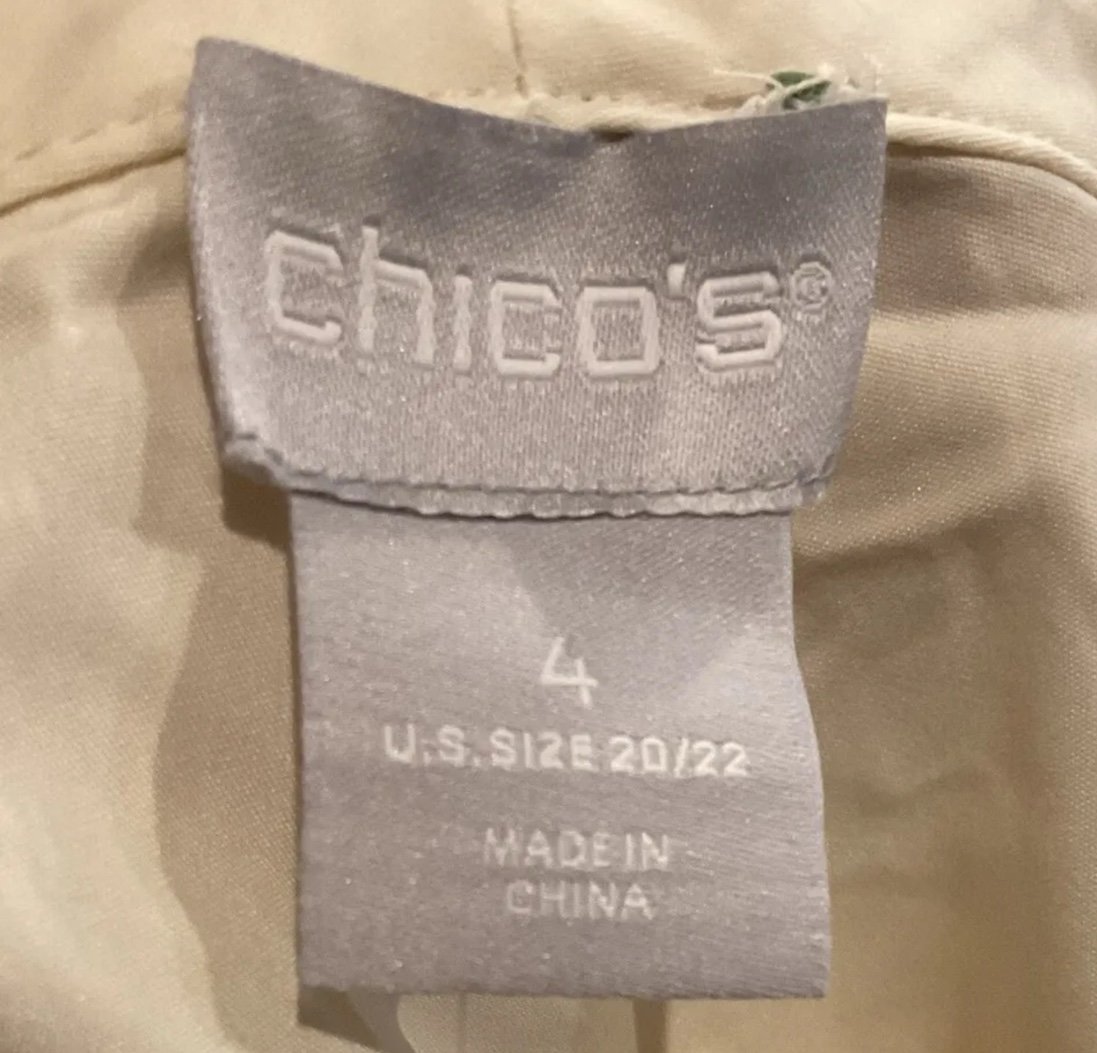 chico's®
4
U.S. SIZE 20/22
MADE IN
CHINA